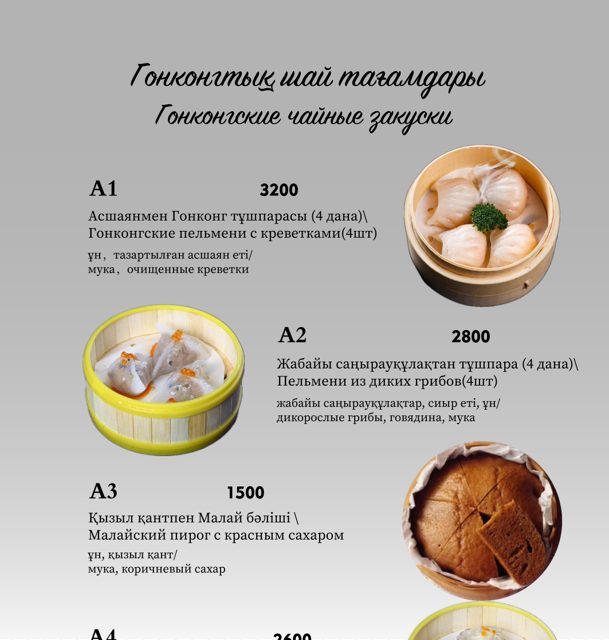 Гонконгтық шай тағамдары
Гонконгские чайные закуски
A1 3200
Асшаянмен Гонконг тұшпарасы (4 дана)\
Гонконгские пельмени с креветками(4шт)
ұн，тазартылған асшаян еті/
мука，очищенные креветки
A2 2800
Жабайы саңырауқұлақтан тұшпара (4 дана)\
Пельмени из диких грибов(4шт)
жабайы саңырауқұлақтар, сиыр еті, ұн/
дикорослые грибы, говядина, мука
A3 1500
Қызыл қантпен Малай бәліші \
Малайский пирог с красным сахаром
ұн, қызыл қант/
мука, коричневый сахар
A4 2600